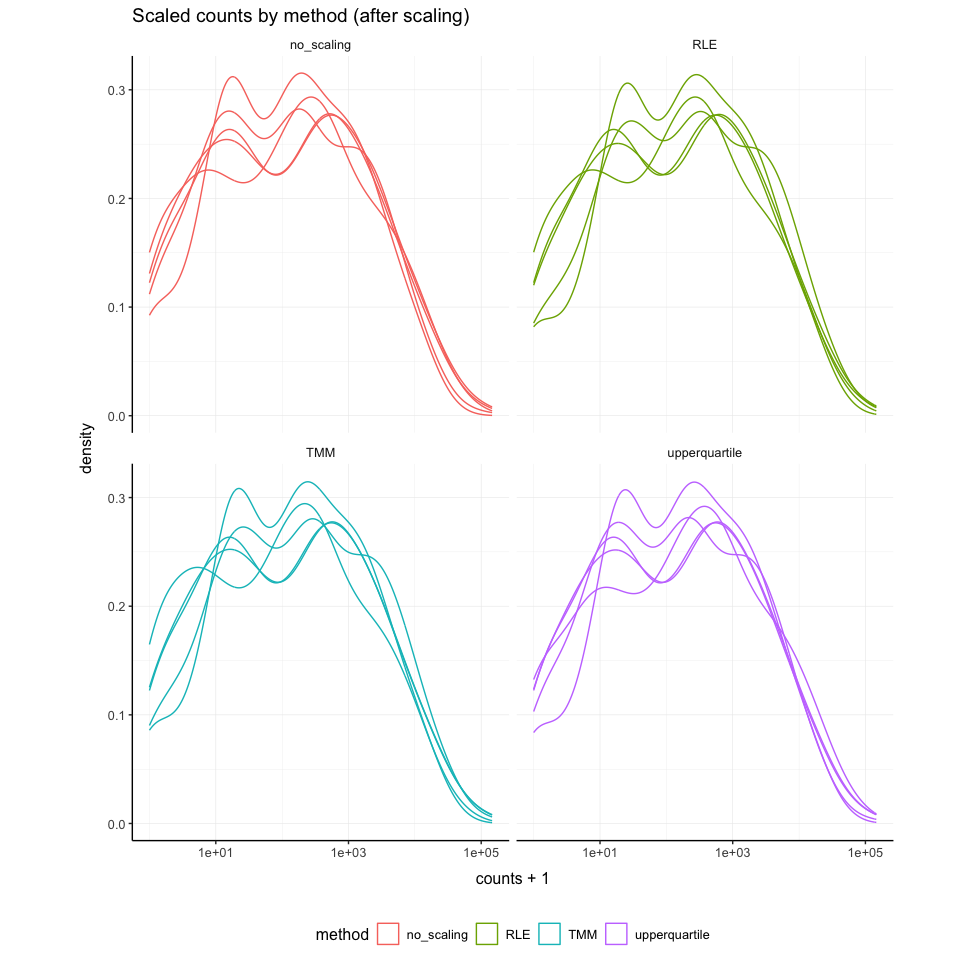 Scaled counts by method (after scaling)
no_scaling RLE
0.3
0.2
0.1
0.0
density
TMM upperquartile
0.3
0.2
0.1
0.0
1e+01 1e+03 1e+05 1e+01 1e+03 1e+05
counts + 1
method no_scaling RLE TMM upperquartile